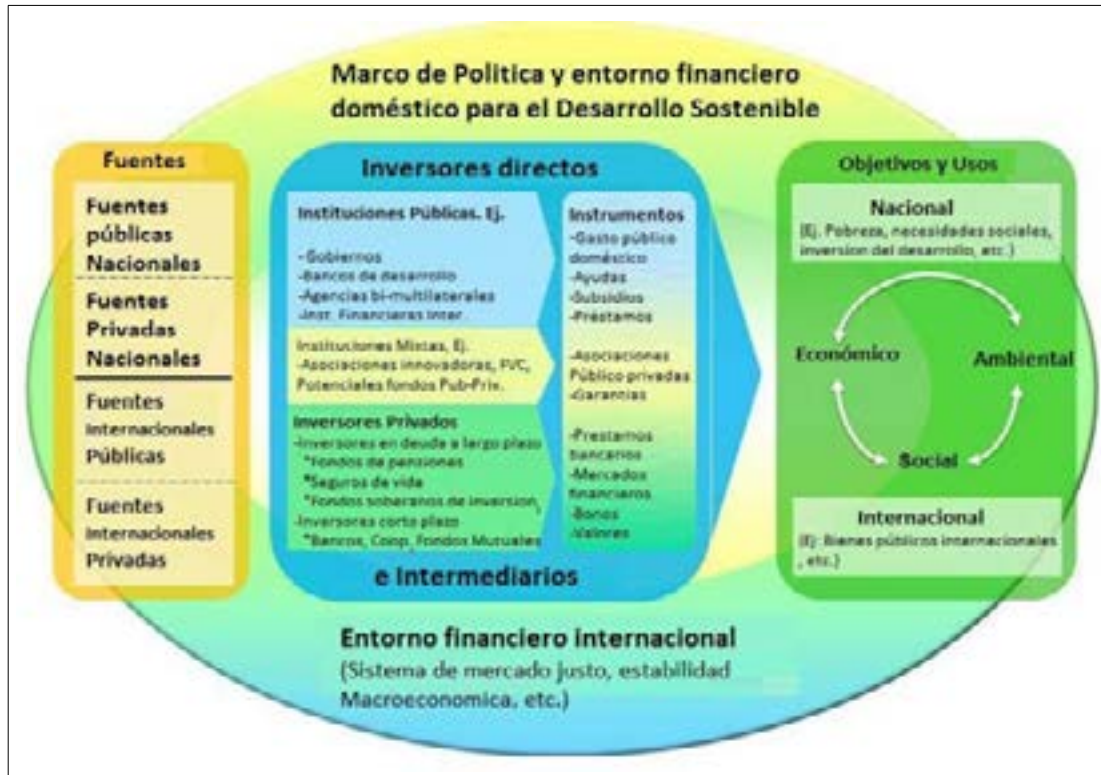 Marco de Politica y entorno financiero
doméstico para el Desarrollo Sostenible
Fuentes
Fuentes
públicas
Nacionales
Fuentes
Privadas
Nacionales
Fuentes
Internacionales
Públicas
Fuentes
Internacionales
Privadas
Inversores directos
Instituciones Públicas. Ej.
-Gobiernos
-Bancos de desarrollo
-Agencias bi-multilaterales
-Inst. Financieras Inter.
Instituciones Mixtas, Ej.
-Asociaciones innovadoras, FVC,
Potenciales fondos Pub-Priv.
Inversores Privados
-Inversores en deuda a largo plazo
*Fondos de pensiones
*Seguros de vida
*Fondos soberanos de inversion,
-Inversores corto plazo
*Bancos, Coop, Fondos Mutuales
Instrumentos
-Gasto público
doméstico
-Ayudas
-Subsidios
-Préstamos
-Asociaciones
Público privadas
-Garantías
-Prestamos
bancarios
-Mercados
financieros
-Bonos
-Valores
e Intermediarios
Objetivos y Usos
Nacional
(Ej. Pobreza, necesidades sociales,
inversion del desarrollo, etc.)
Económico
Ambiental
Social
Internacional
(Ej: Bienes públicos internacionales
, etc.)
Entorno financiero internacional
(Sistema de mercado justo, estabilidad
Macroeconomica, etc.)